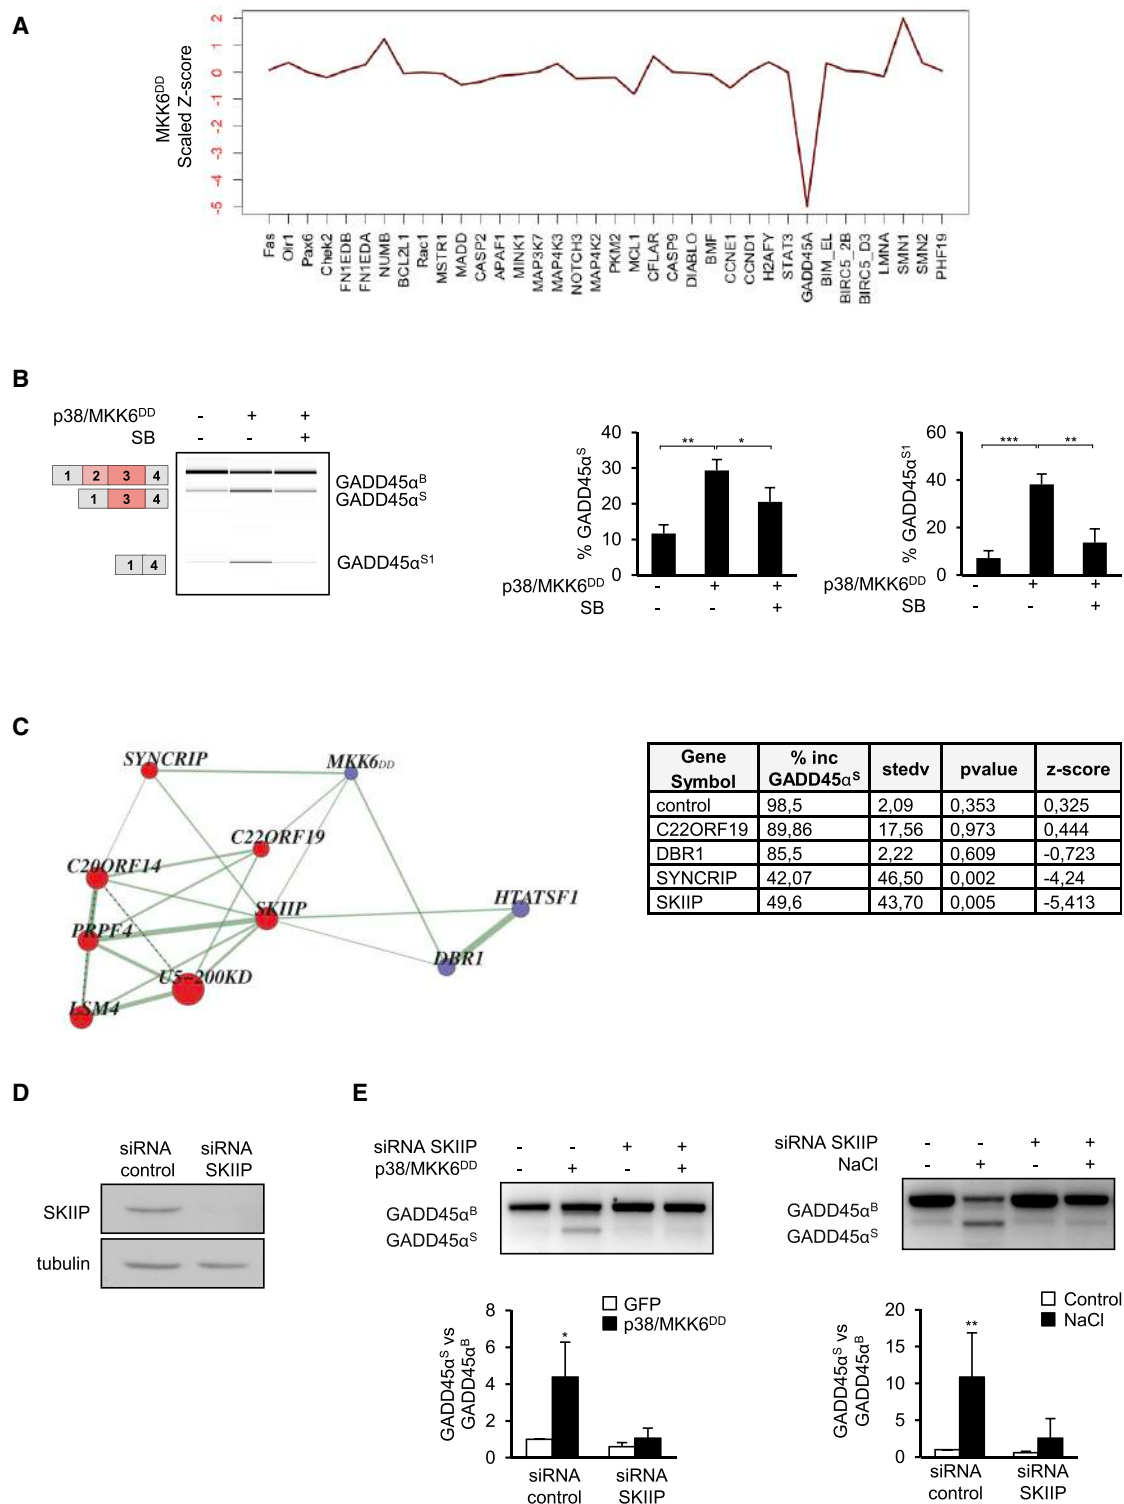 A
MKK6DD
Scaled Z-score
2
1
0
-1
-2
-3
-4
-5
Fas
Olr1
Pax6
Chek2
FN1EDB
FN1EDA
NUMB
BCL2L1
Rac1
MSTR1
MADD
CASP2
APAF1
MINK1
MAP3K7
MAP4K3
NOTCH3
MAP4K2
PKM2
MCL1
CFLAR
CASP9
DIABLO
BMF
CCNE1
CCND1
H2AFY
STAT3
GADD45A
BIM_EL
BIRC5_2B
BIRC5_D3
LMNA
SMN1
SMN2
PHF19
B
p38/MKK6DD - + +
SB - - +
1 2 3 4
GADD45αB
1 3 4
GADD45αS
1 4
GADD45αS1
% GADD45αS
40
30
20
10
0
** *
p38/MKK6DD - + +
SB - - +
% GADD45αS1
60
40
20
0
*** **
p38/MKK6DD - + +
SB - - +
C
SYNCRIP
MKK6DD
C22ORF19
C20ORF14
SKIIP
HTATSF1
PRPF4
DBR1
U5-200KD
LSM4
Gene Symbol % inc GADD45αS stedv pvalue z-score
control 98,5 2,09 0,353 0,325
C22ORF19 89,86 17,56 0,973 0,444
DBR1 85,5 2,22 0,609 -0,723
SYNCRIP 42,07 46,50 0,002 -4,24
SKIIP 49,6 43,70 0,005 -5,413
D
siRNA control
siRNA SKIIP
SKIIP
tubulin
E
siRNA SKIIP - - + +
p38/MKK6DD - + - +
GADD45αB
GADD45αS
GADD45αS vs
GADD45αB
8
6
4
2
0
GFP
p38/MKK6DD
*
siRNA control
siRNA SKIIP
siRNA SKIIP - - + +
NaCl - + - +
GADD45αB
GADD45αS
GADD45αS vs
GADD45αB
20
15
10
5
0
Control
NaCl
**
siRNA control
siRNA SKIIP